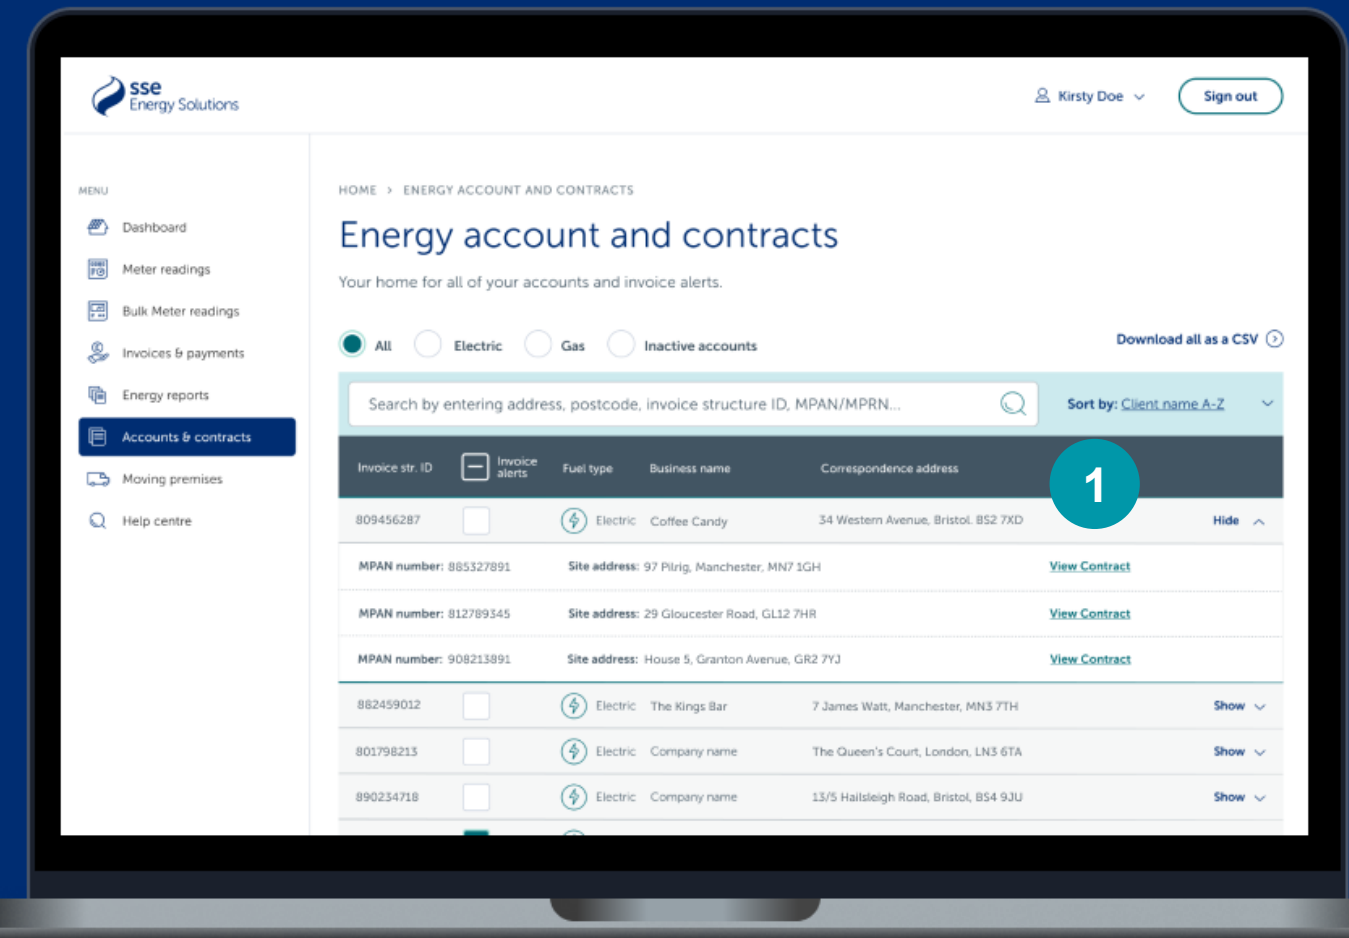 sse
Energy Solutions
Kirsty Doe
Sign out
MENU
Dashboard
Meter readings
Bulk Meter readings
Invoices & payments
Energy reports
Accounts & contracts
Moving premises
Help centre
HOME > ENERGY ACCOUNT AND CONTRACTS
Energy account and contracts
Your home for all of your accounts and invoice alerts.
All Electric Gas Inactive accounts
Download all as a CSV
Search by entering address, postcode, invoice structure ID, MPAN/MPRN...
Sort by: Client name A-Z
Invoice str. ID Invoice alerts Fuel type Business name Correspondence address
1
809456287 Electric Coffee Candy 34 Western Avenue, Bristol. BS2 7XD Hide
MPAN number: 885327891 Site address: 97 Pilrig, Manchester, MN7 1GH View Contract
MPAN number: 812789345 Site address: 29 Gloucester Road, GL12 7HR View Contract
MPAN number: 908213891 Site address: House 5, Granton Avenue, GR2 7YJ View Contract
882459012 Electric The Kings Bar 7 James Watt, Manchester, MN3 7TH Show
801798213 Electric Company name The Queen's Court, London, LN3 6TA Show
890234718 Electric Company name 13/5 Hailsleigh Road, Bristol, BS4 9JU Show